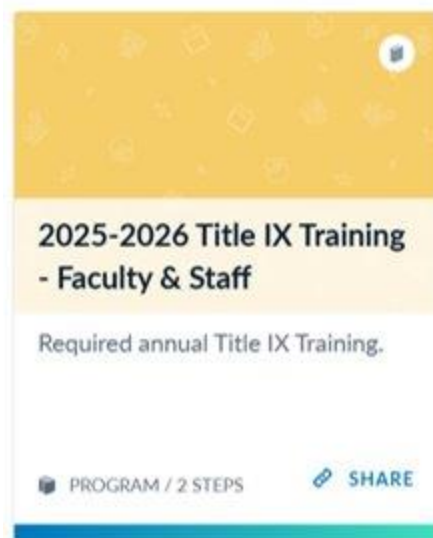 2025-2026 Title IX Training
- Faculty & Staff
Required annual Title IX Training.
PROGRAM / 2 STEPS
SHARE